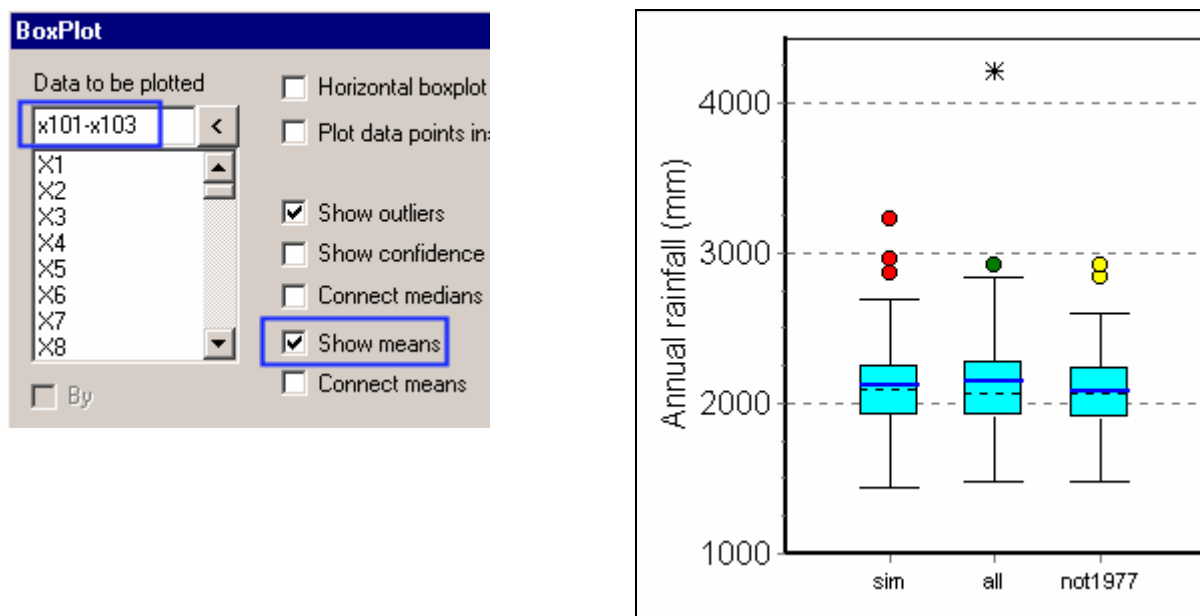 BoxPlot
Data to be plotted
x101-x103
<
X1
X2
X3
X4
X5
X6
X7
X8
By
Horizontal boxplot
Plot data points in
Show outliers
Show confidence
Connect medians
Show means
Connect means
Annual rainfall (mm)
4000
3000
2000
1000
sim
all
not1977